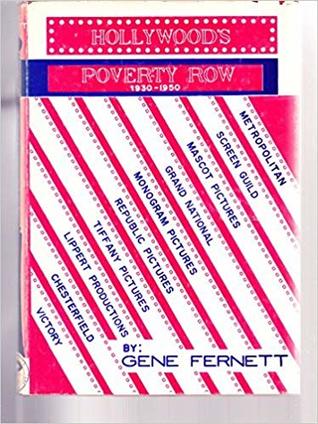 HOLLYWOOD'S
POVERTY ROW
1930-1950
METROPOLITAN
SCREEN GUILD
MASCOT PICTURES
GRAND NATIONAL
MONOGRAM PICTURES
REPUBLIC PICTURES
TIFFANY PICTURES
LIPPERT PRODUCTIONS
CHESTERFIELD
VICTORY
BY:
GENE FERNETT